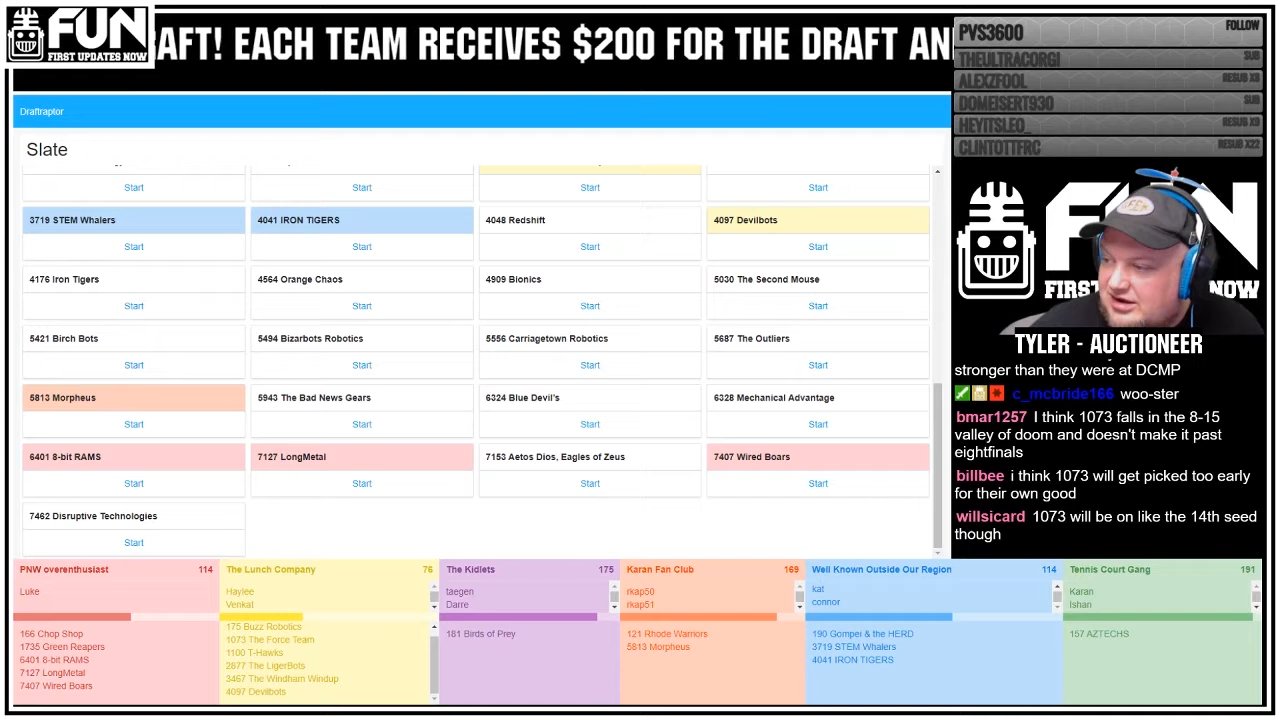 FUN
FIRST UPDATES NOW
AFT! EACH TEAM RECEIVES $200 FOR THE DRAFT AN
PVS3600
FOLLOW
THEULTRACORGI
SUB
ALEXZFOOL
RESUB X8
DOMEISERT930
SUB
HEYITSLEO_
RESUB X9
CLINTOTTFRC
RESUB X22
Draftraptor
Slate
Start
Start
Start
Start
3719 STEM Whalers
4041 IRON TIGERS
4048 Redshift
4097 Devilbots
Start
Start
Start
Start
4176 Iron Tigers
4564 Orange Chaos
4909 Bionics
5030 The Second Mouse
Start
Start
Start
Start
5421 Birch Bots
5494 Bizarbots Robotics
5556 Carriagetown Robotics
5687 The Outliers
Start
Start
Start
Start
5813 Morpheus
5943 The Bad News Gears
6324 Blue Devil's
6328 Mechanical Advantage
Start
Start
Start
Start
6401 8-bit RAMS
7127 LongMetal
7153 Aetos Dios, Eagles of Zeus
7407 Wired Boars
Start
Start
Start
Start
7462 Disruptive Technologies
Start
F
FIRST
NOW
TYLER - AUCTIONEER
stronger than they were at DCMP
c_mcbride166 woo-ster
bmar1257 I think 1073 falls in the 8-15
valley of doom and doesn't make it past
eightfinals
billbee i think 1073 will get picked too early
for their own good
willsicard 1073 will be on like the 14th seed
though
PNW overenthusiast 114
Luke
166 Chop Shop
1735 Green Reapers
6401 8-bit RAMS
7127 LongMetal
7407 Wired Boars
The Lunch Company 76
Haylee
Venkat
175 Buzz Robotics
1073 The Force Team
1100 T-Hawks
2877 The LigerBots
3467 The Windham Windup
4097 Devilbots
The Kidlets 175
taegen
Darre
181 Birds of Prey
Karan Fan Club 169
rkap50
rkap51
121 Rhode Warriors
5813 Morpheus
Well Known Outside Our Region 114
kat
connor
190 Gompei & the HERD
3719 STEM Whalers
4041 IRON TIGERS
Tennis Court Gang 191
Karan
Ishan
157 AZTECHS